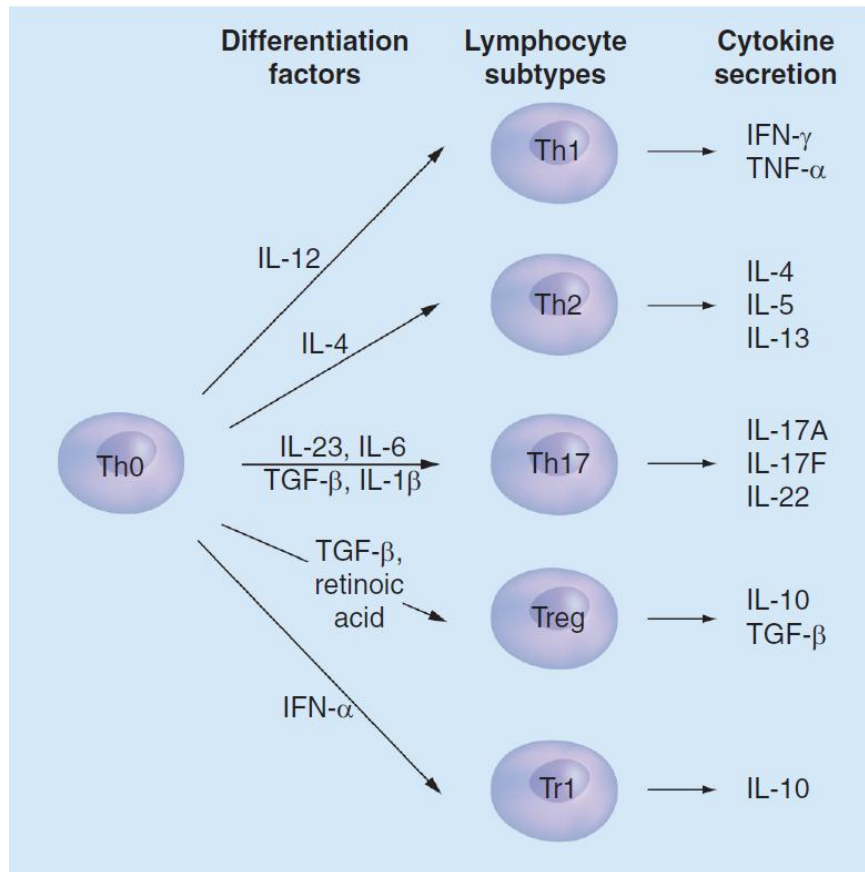 Differentiation
factors
Lymphocyte
subtypes
Cytokine
secretion
Th1
IFN-γ
TNF-α
IL-12
Th2
IL-4
IL-5
IL-13
IL-4
Th0
IL-23, IL-6
TGF-β, IL-1β
Th17
IL-17A
IL-17F
IL-22
TGF-β,
retinoic
acid
Treg
IL-10
TGF-β
IFN-α
Tr1
IL-10